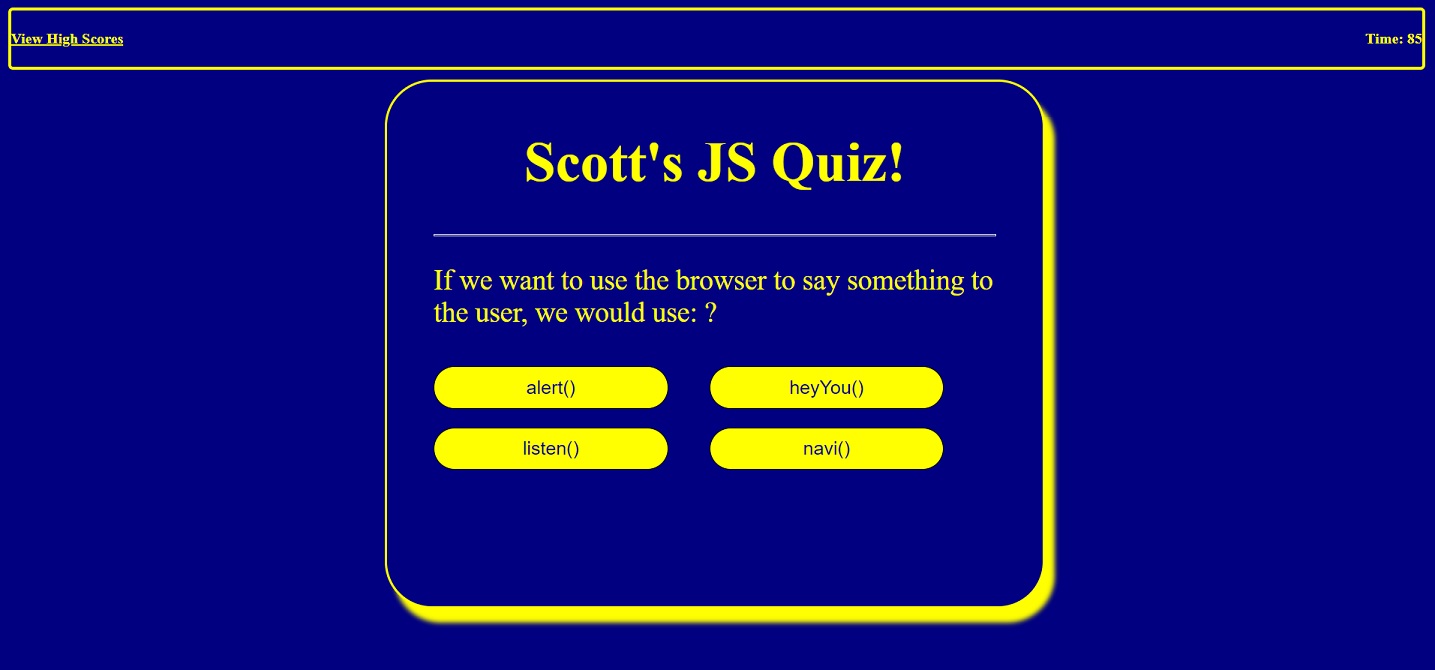 View High Scores
Time: 85
Scott's JS Quiz!
If we want to use the browser to say something to
the user, we would use: ?
alert()
heyYou()
listen()
navi()